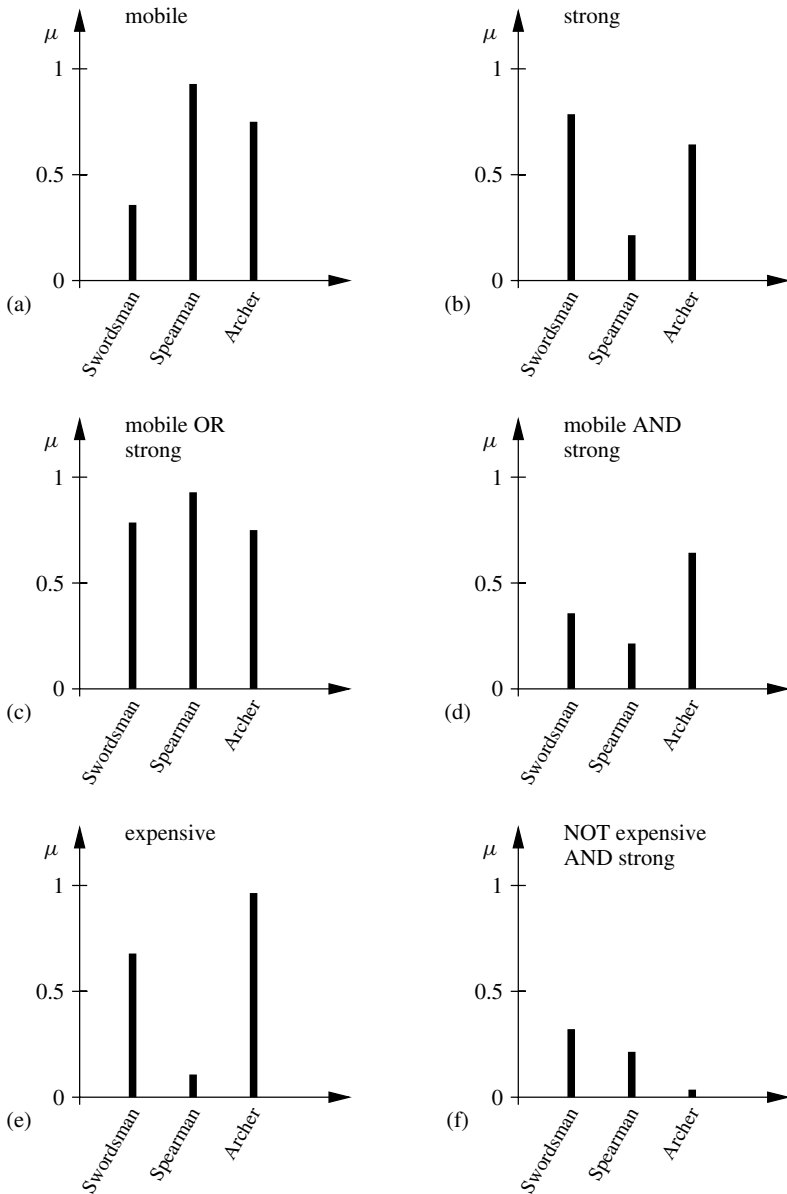 mobile
μ
1
0.5
0
Swordsman
Spearman
Archer
(a)
strong
μ
1
0.5
0
Swordsman
Spearman
Archer
(b)
mobile OR
strong
μ
1
0.5
0
Swordsman
Spearman
Archer
(c)
mobile AND
strong
μ
1
0.5
0
Swordsman
Spearman
Archer
(d)
expensive
μ
1
0.5
0
Swordsman
Spearman
Archer
(e)
NOT expensive
AND strong
μ
1
0.5
0
Swordsman
Spearman
Archer
(f)